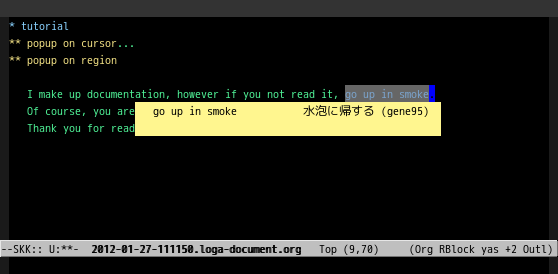 * tutorial
** popup on cursor...
** popup on region
I make up documentation, however if you not read it, go up in smoke
Of course, you are
go up in smoke 水泡に帰する (gene95)
Thank you for read
--SKK:: U:**- 2012-01-27-111150.loga-document.org Top (9,70) (Org RBlock yas +2 Outl)